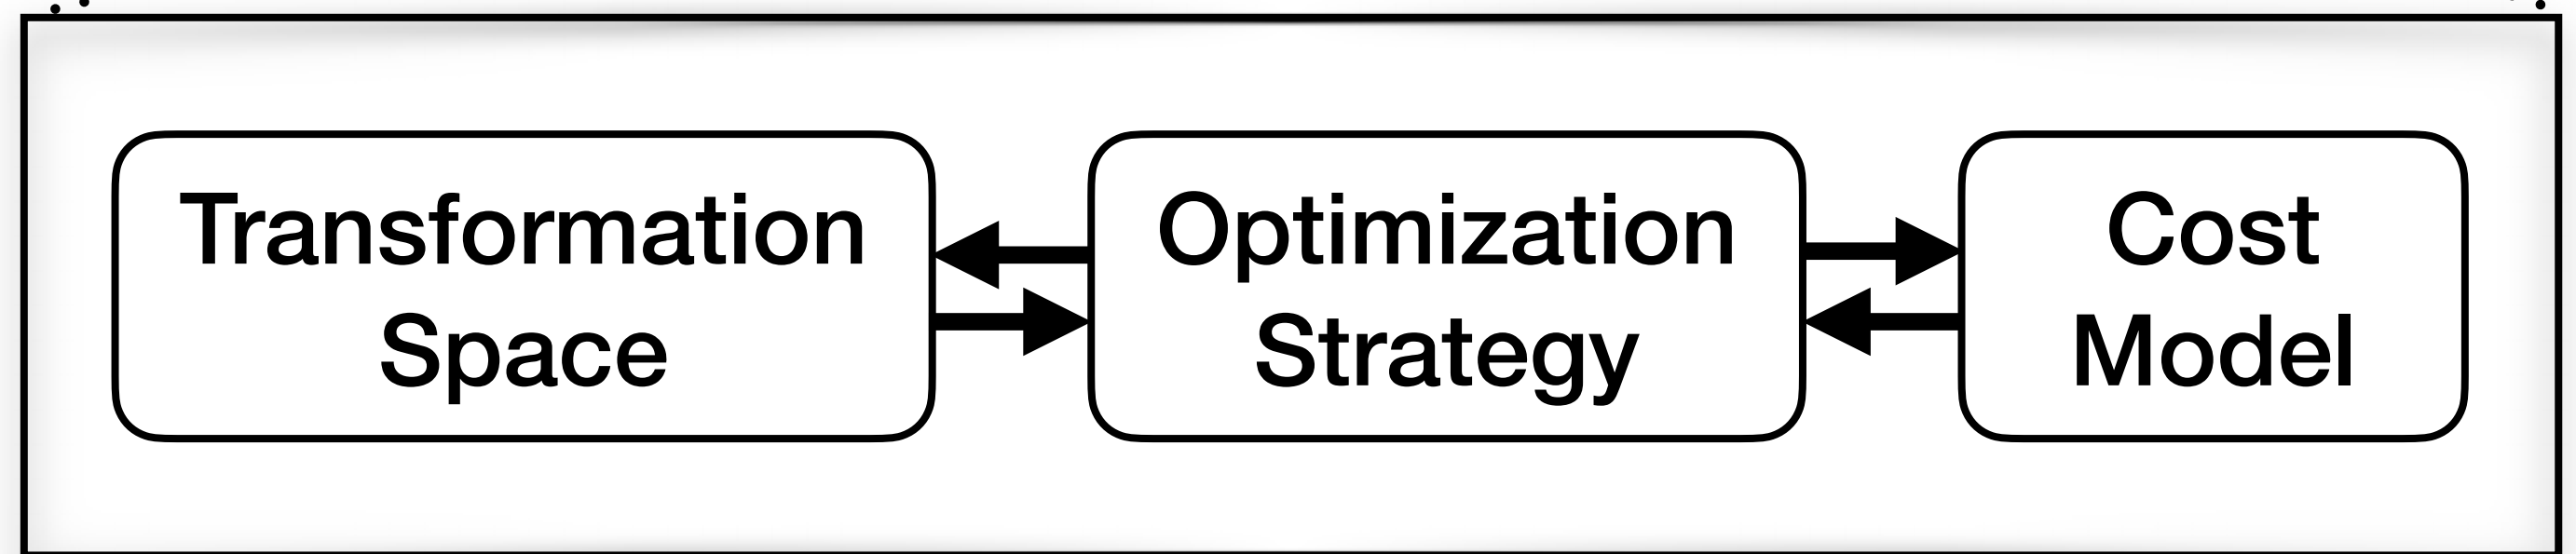 Transformation
Space
Optimization
Strategy
Cost
Model